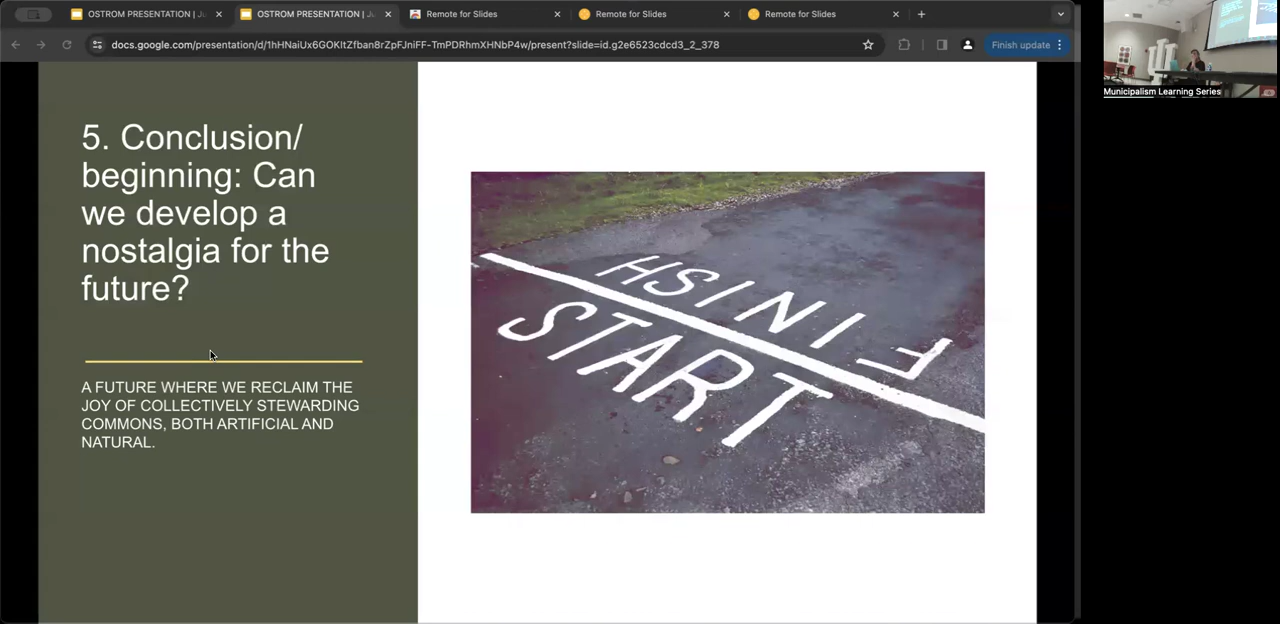 OSTROM PRESENTATION | Ju
OSTROM PRESENTATION | Ju
Remote for Slides
Remote for Slides
Remote for Slides
docs.google.com/presentation/d/1hHNaiUx6GOKItZfban8rZpFJniFF-TmPDRhmXHNbP4w/present?slide=id.g2e6523cdcd3_2_378
Finish update
Municipalism Learning Series
5. Conclusion/
beginning: Can
we develop a
nostalgia for the
future?
A FUTURE WHERE WE RECLAIM THE
JOY OF COLLECTIVELY STEWARDING
COMMONS, BOTH ARTIFICIAL AND
NATURAL.
FINISH
START